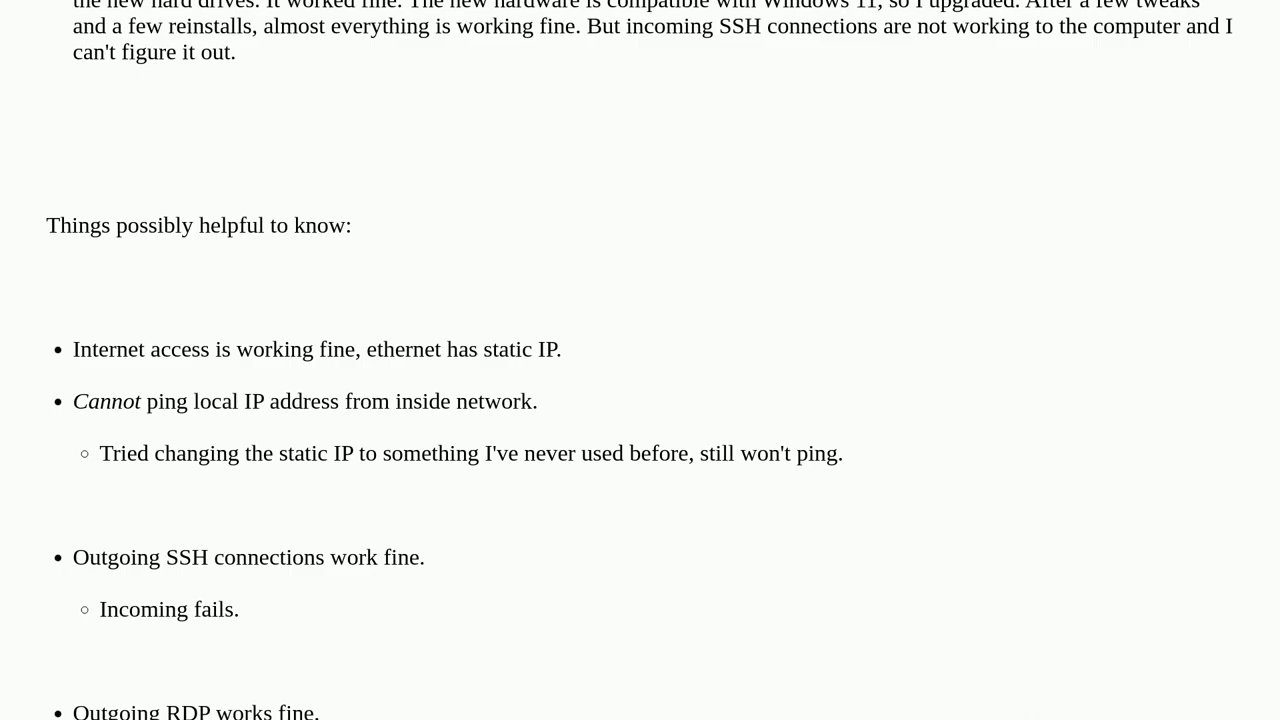 the new hard drives. It worked fine. The new hardware is compatible with Windows 11, so I upgraded. After a few tweaks
and a few reinstalls, almost everything is working fine. But incoming SSH connections are not working to the computer and I
can't figure it out.
Things possibly helpful to know:
• Internet access is working fine, ethernet has static IP.
• Cannot ping local IP address from inside network.
◦ Tried changing the static IP to something I've never used before, still won't ping.
• Outgoing SSH connections work fine.
◦ Incoming fails.
• Outgoing RDP works fine.